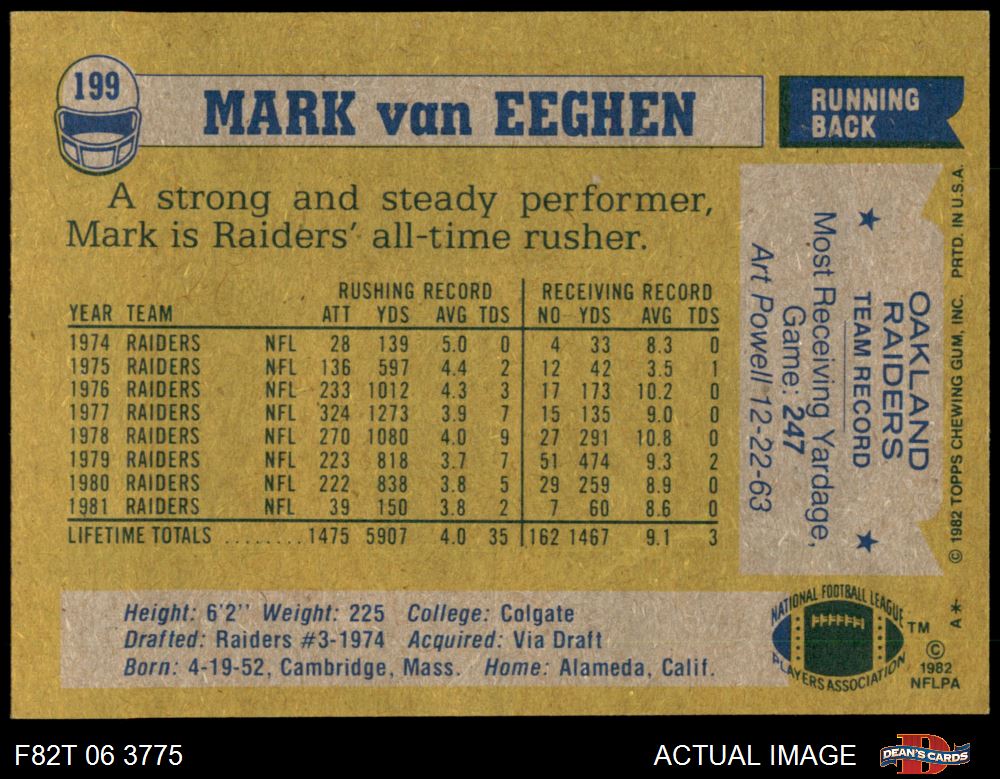 199
MARK van EEGHEN
RUNNING
BACK
A strong and steady performer,
Mark is Raiders' all-time rusher.
RUSHING RECORD RECEIVING RECORD
YEAR TEAM ATT YDS AVG TDS NO YDS AVG TDS
1974 RAIDERS NFL 28 139 5.0 0 4 33 8.3 0
1975 RAIDERS NFL 136 597 4.4 2 12 42 3.5 1
1976 RAIDERS NFL 233 1012 4.3 3 17 173 10.2 0
1977 RAIDERS NFL 324 1273 3.9 7 15 135 9.0 0
1978 RAIDERS NFL 270 1080 4.0 9 27 291 10.8 0
1979 RAIDERS NFL 223 818 3.7 7 51 474 9.3 2
1980 RAIDERS NFL 222 838 3.8 5 29 259 8.9 0
1981 RAIDERS NFL 39 150 3.8 2 7 60 8.6 0
LIFETIME TOTALS ........ 1475 5907 4.0 35 162 1467 9.1 3
OAKLAND
RAIDERS
★ TEAM RECORD ★
Most Receiving Yardage,
Game: 247
Art Powell 12-22-63
© 1982 TOPPS CHEWING GUM, INC. PRTD. IN U.S.A.
A*
Height: 6'2" Weight: 225 College: Colgate
Drafted: Raiders #3-1974 Acquired: Via Draft
Born: 4-19-52, Cambridge, Mass. Home: Alameda, Calif.
NATIONAL FOOTBALL LEAGUE
PLAYERS ASSOCIATION
TM
©
1982
NFLPA
F82T 06 3775
ACTUAL IMAGE
DEAN'S CARDS